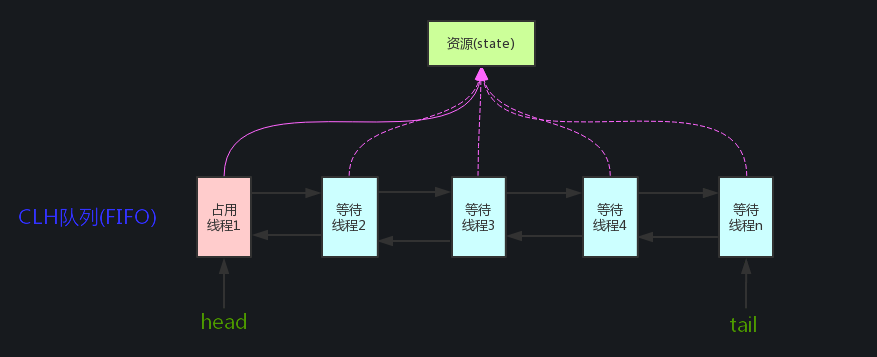 资源(state)
CLH队列(FIFO)
占用
线程1
等待
线程2
等待
线程3
等待
线程4
等待
线程n
head
tail